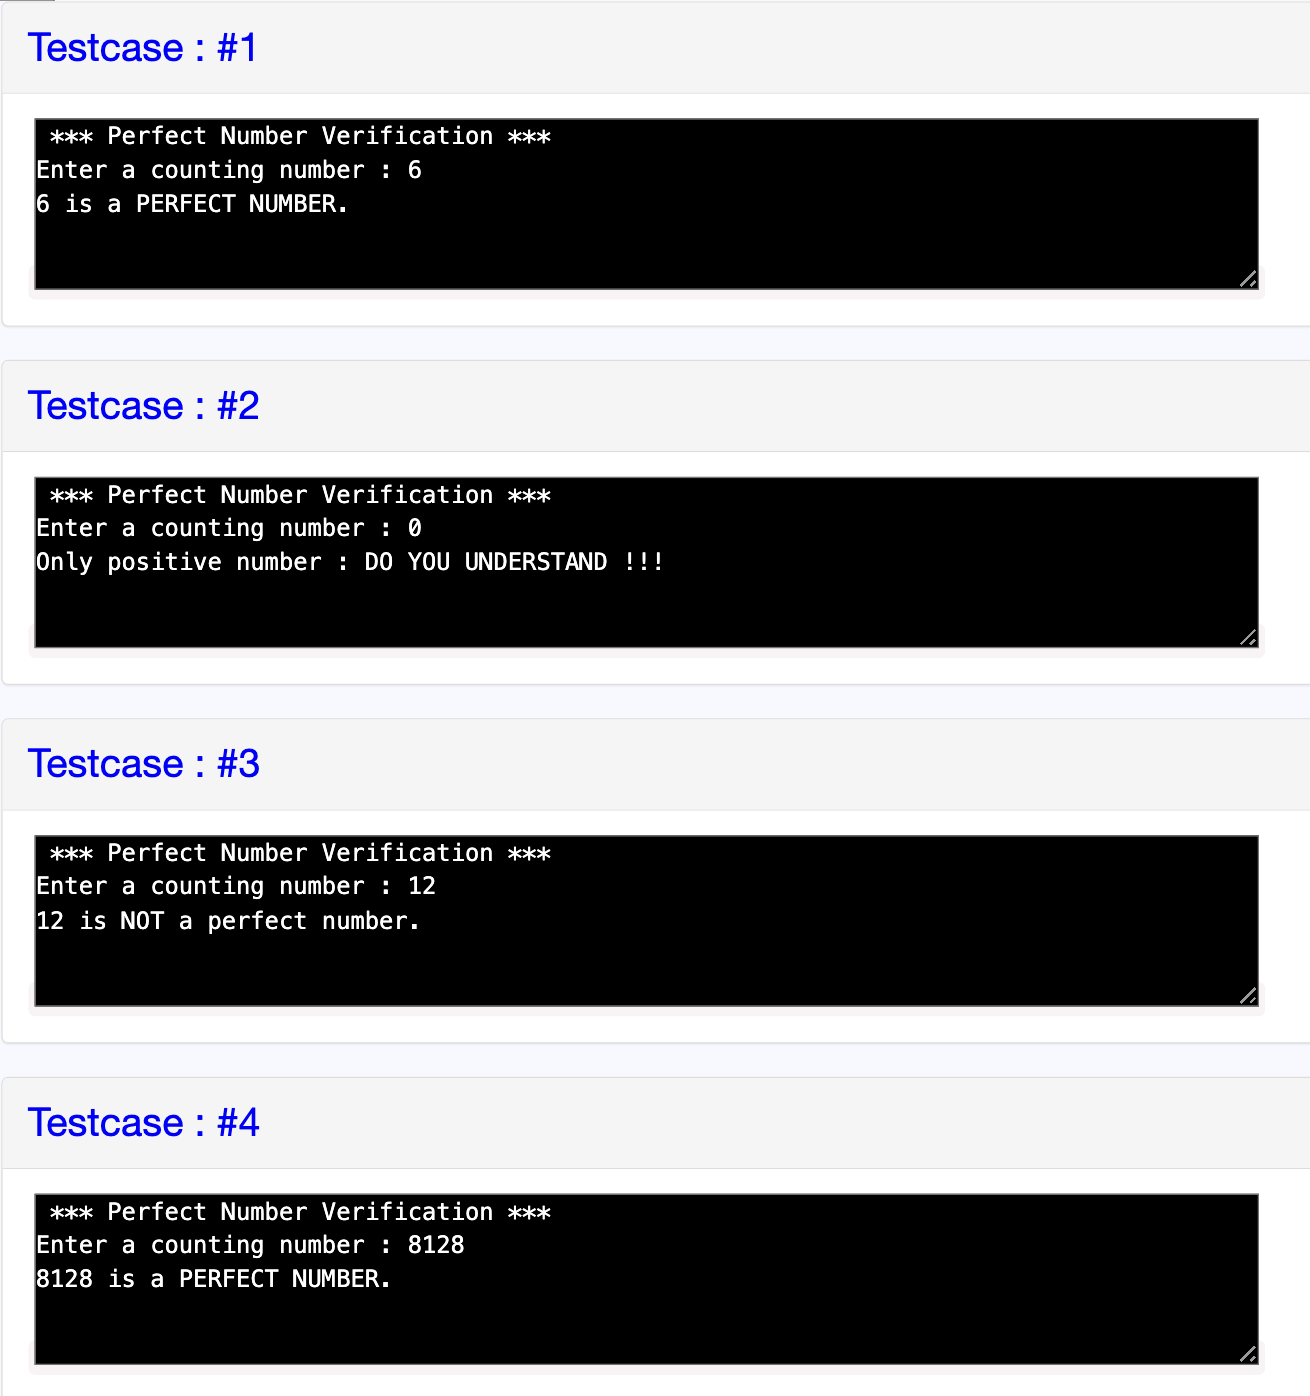 Testcase : #1
*** Perfect Number Verification ***
Enter a counting number : 6
6 is a PERFECT NUMBER.
Testcase : #2
*** Perfect Number Verification ***
Enter a counting number : 0
Only positive number : DO YOU UNDERSTAND !!!
Testcase : #3
*** Perfect Number Verification ***
Enter a counting number : 12
12 is NOT a perfect number.
Testcase : #4
*** Perfect Number Verification ***
Enter a counting number : 8128
8128 is a PERFECT NUMBER.